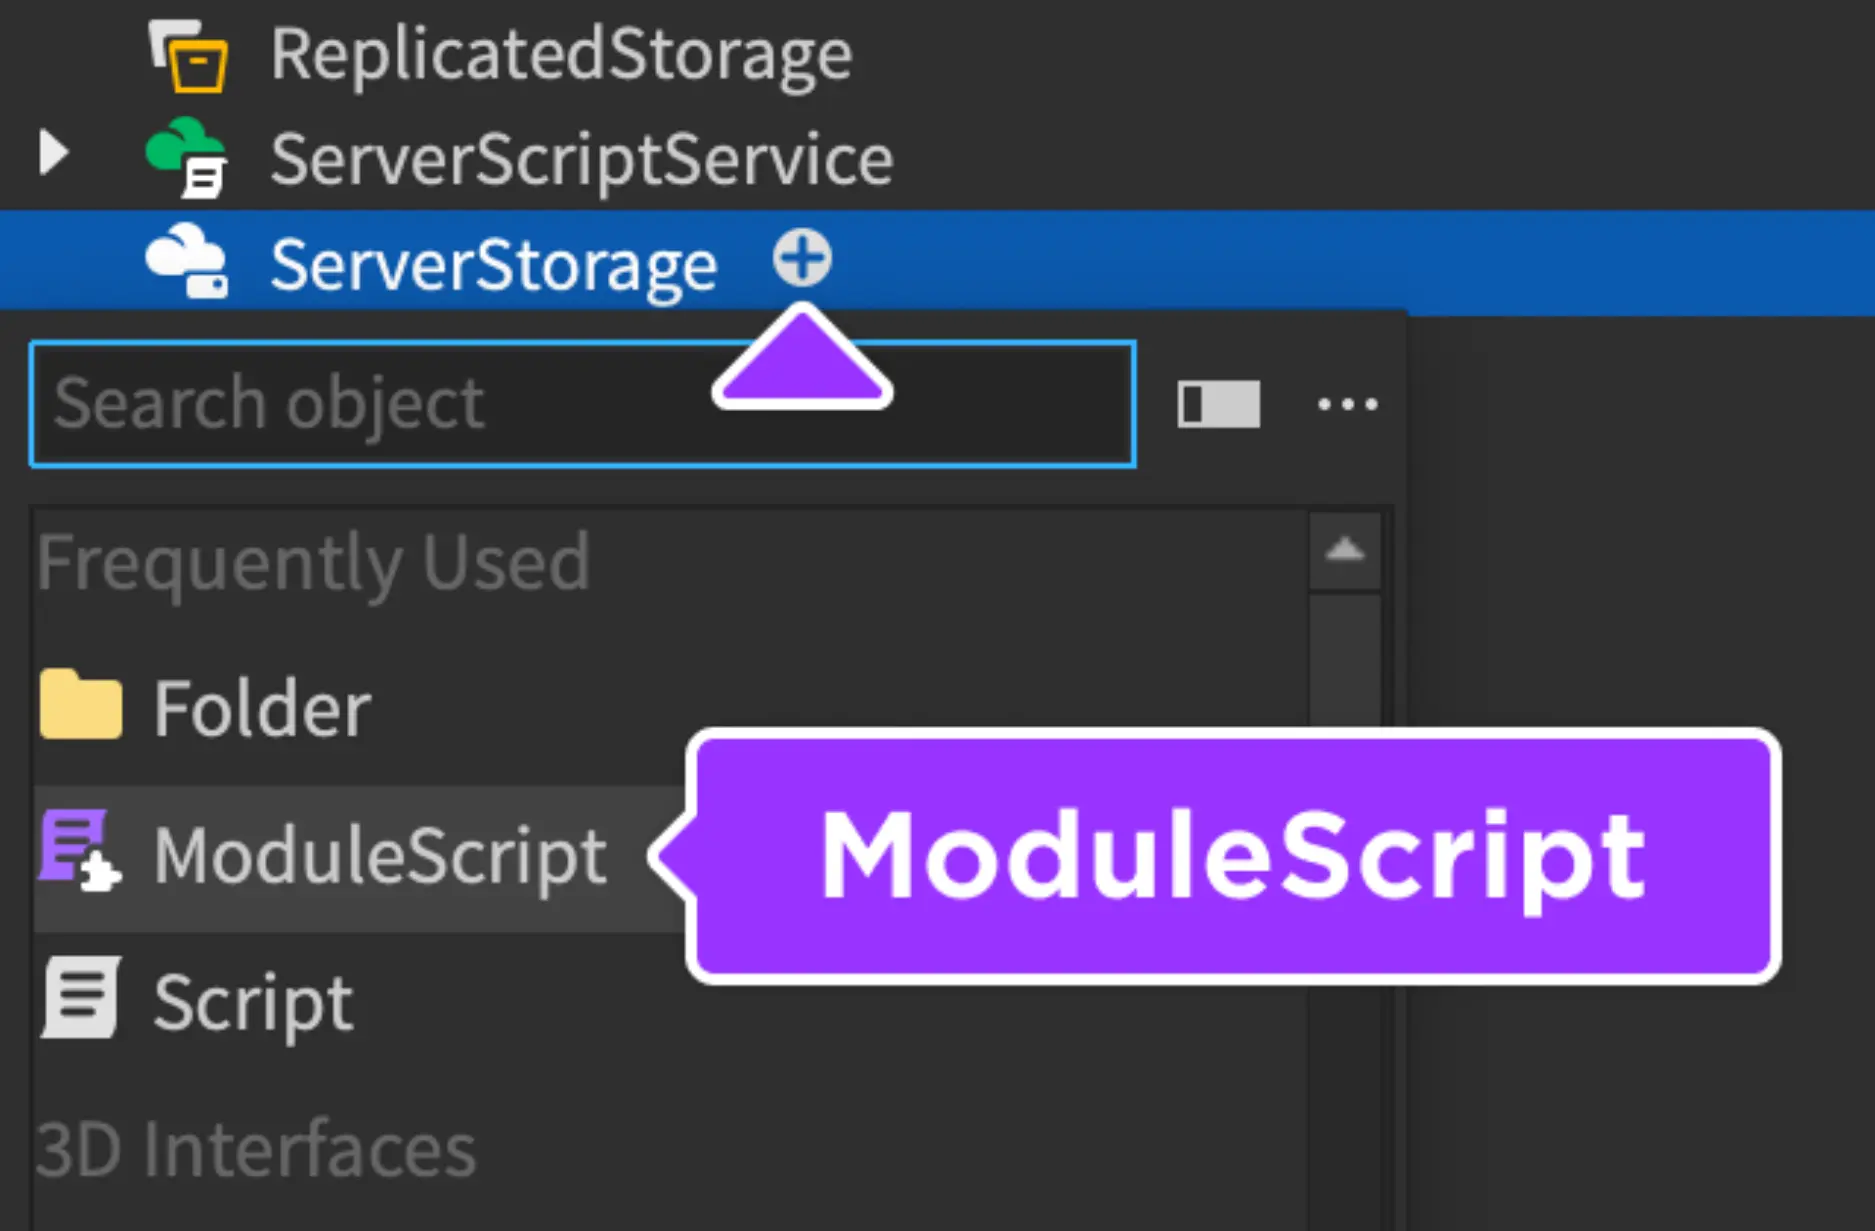 ReplicatedStorage
ServerScriptService
ServerStorage
Search object
Frequently Used
Folder
ModuleScript
ModuleScript
Script
3D Interfaces